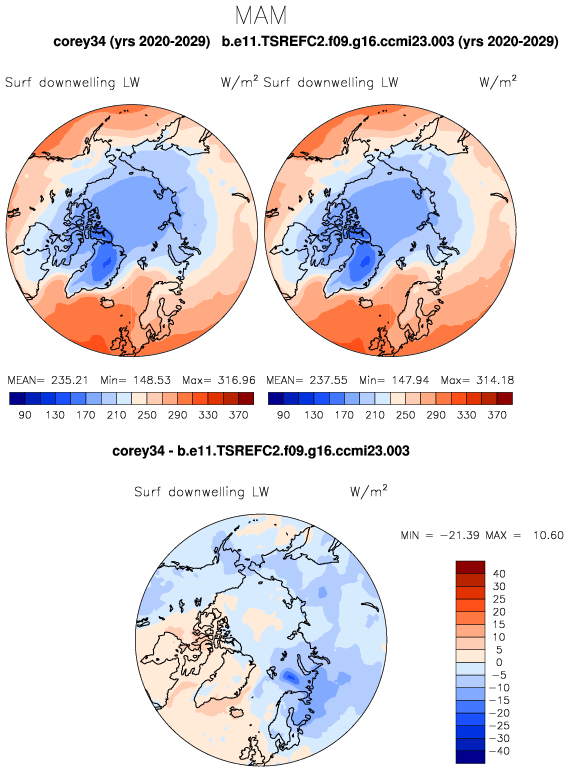 MAM
corey34 (yrs 2020-2029) b.e11.TSREFC2.f09.g16.ccmi23.003 (yrs 2020-2029)
Surf downwelling LW W/m² Surf downwelling LW W/m²
MEAN= 235.21 Min= 148.53 Max= 316.96 MEAN= 237.55 Min= 147.94 Max= 314.18
90 130 170 210 250 290 330 370 90 130 170 210 250 290 330 370
corey34 - b.e11.TSREFC2.f09.g16.ccmi23.003
Surf downwelling LW W/m²
MIN = -21.39 MAX = 10.60
40
30
25
20
15
10
5
0
-5
-10
-15
-20
-25
-30
-40